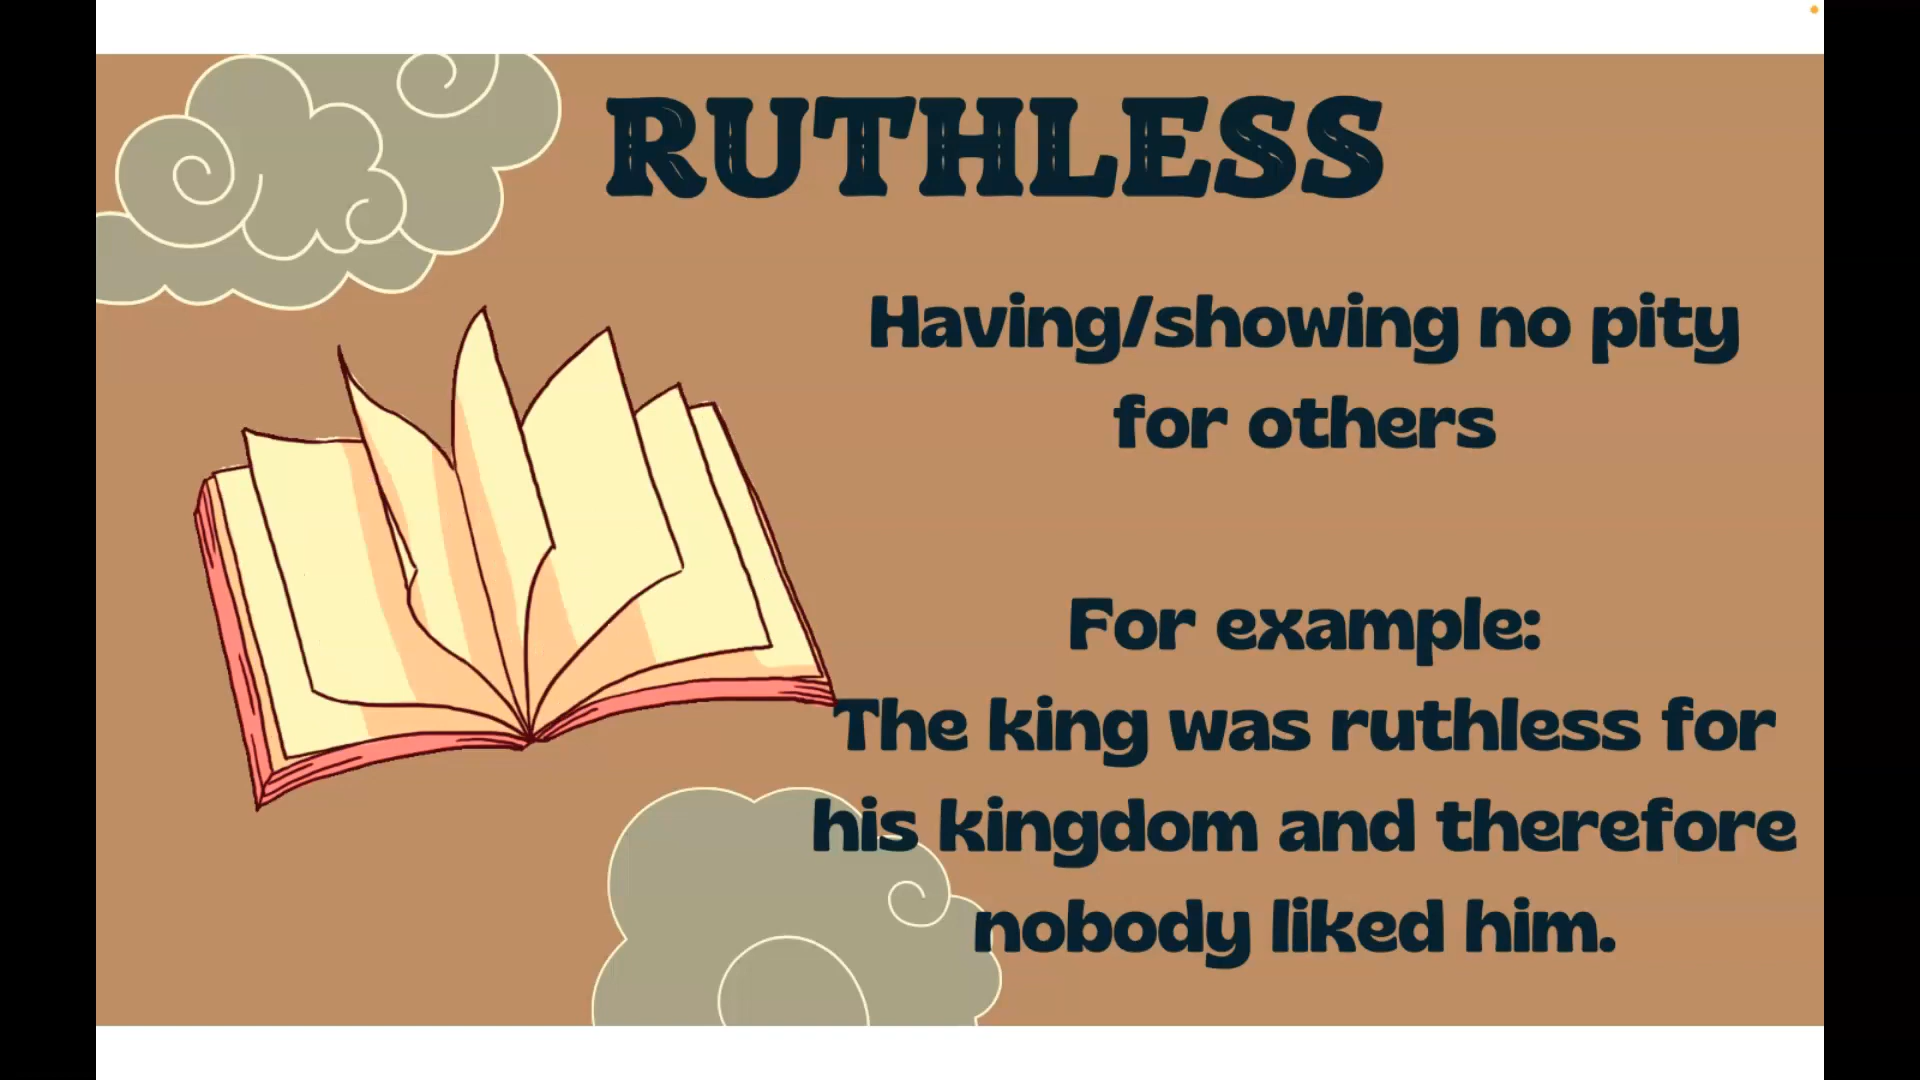 RUTHLESS
Having/showing no pity
for others
For example:
The king was ruthless for
his kingdom and therefore
nobody liked him.